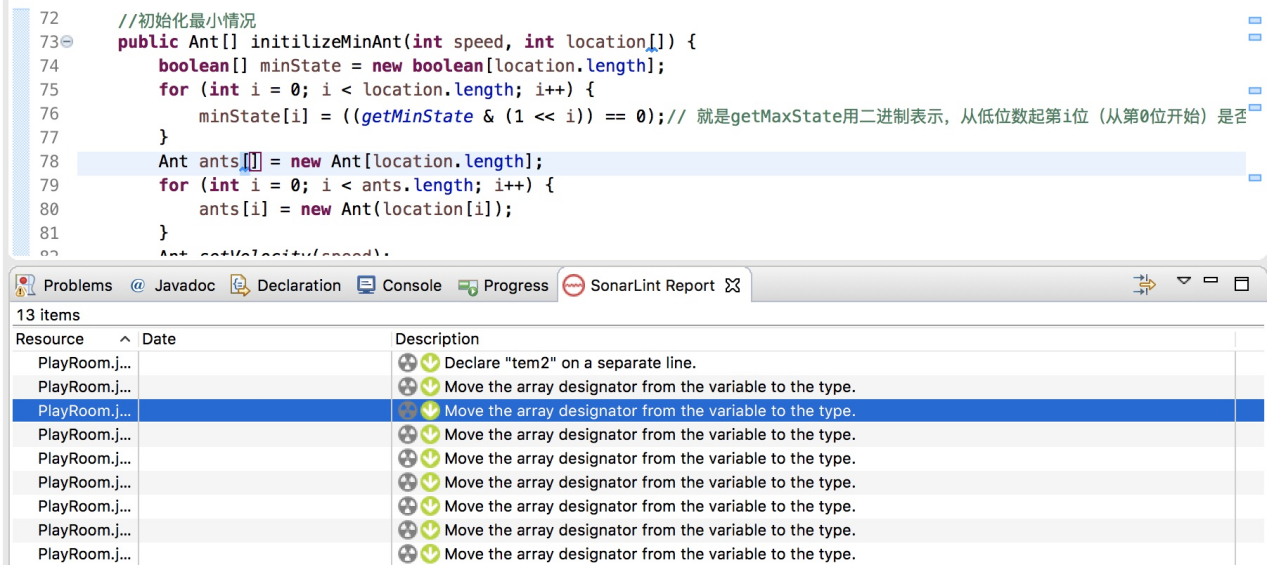 72 //初始化最小情况
73 public Ant[] initilizeMinAnt(int speed, int location[]) {
74 boolean[] minState = new boolean[location.length];
75 for (int i = 0; i < location.length; i++) {
76 minState[i] = ((getMinState & (1 << i)) == 0);// 就是getMaxState用二进制表示，从低位数起第i位（从第0位开始）是否
77 }
78 Ant ants[] = new Ant[location.length];
79 for (int i = 0; i < ants.length; i++) {
80 ants[i] = new Ant(location[i]);
81 }
82 Ant.setVelocity(speed);
Problems @ Javadoc Declaration Console Progress SonarLint Report
13 items
Resource Date Description
PlayRoom.j... Declare "tem2" on a separate line.
PlayRoom.j... Move the array designator from the variable to the type.
PlayRoom.j... Move the array designator from the variable to the type.
PlayRoom.j... Move the array designator from the variable to the type.
PlayRoom.j... Move the array designator from the variable to the type.
PlayRoom.j... Move the array designator from the variable to the type.
PlayRoom.j... Move the array designator from the variable to the type.
PlayRoom.j... Move the array designator from the variable to the type.
PlayRoom.j... Move the array designator from the variable to the type.